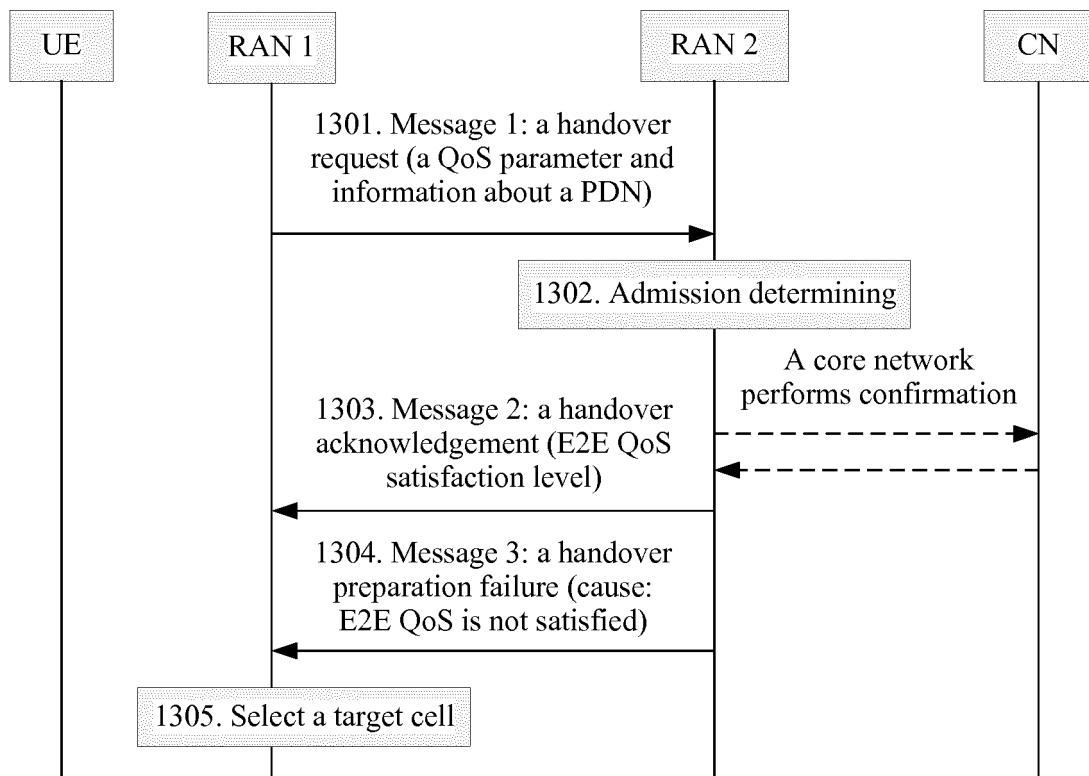 UE
RAN 1
RAN 2
CN
1301. Message 1: a handover
request (a QoS parameter and
information about a PDN)
1302. Admission determining
A core network
performs confirmation
1303. Message 2: a handover
acknowledgement (E2E QoS
satisfaction level)
1304. Message 3: a handover
preparation failure (cause:
E2E QoS is not satisfied)
1305. Select a target cell